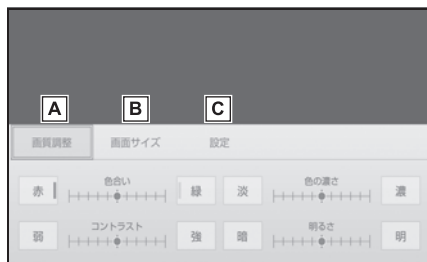 A B C
画質調整 画面サイズ 設定
赤 色合い 緑 淡 色の濃さ 濃
弱 コントラスト 強 暗 明るさ 明